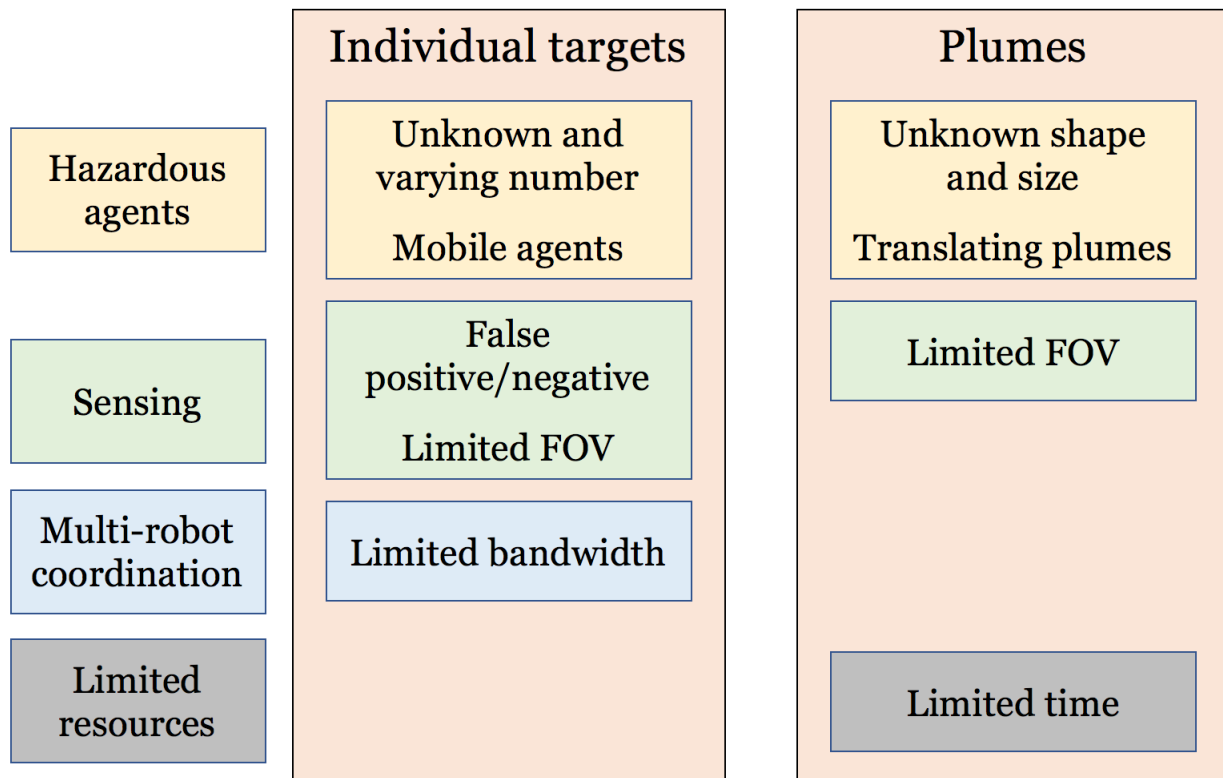 Individual targets
Plumes
Hazardous
agents
Unknown and
varying number
Mobile agents
Unknown shape
and size
Translating plumes
Sensing
False
positive/negative
Limited FOV
Limited FOV
Multi-robot
coordination
Limited bandwidth
Limited
resources
Limited time